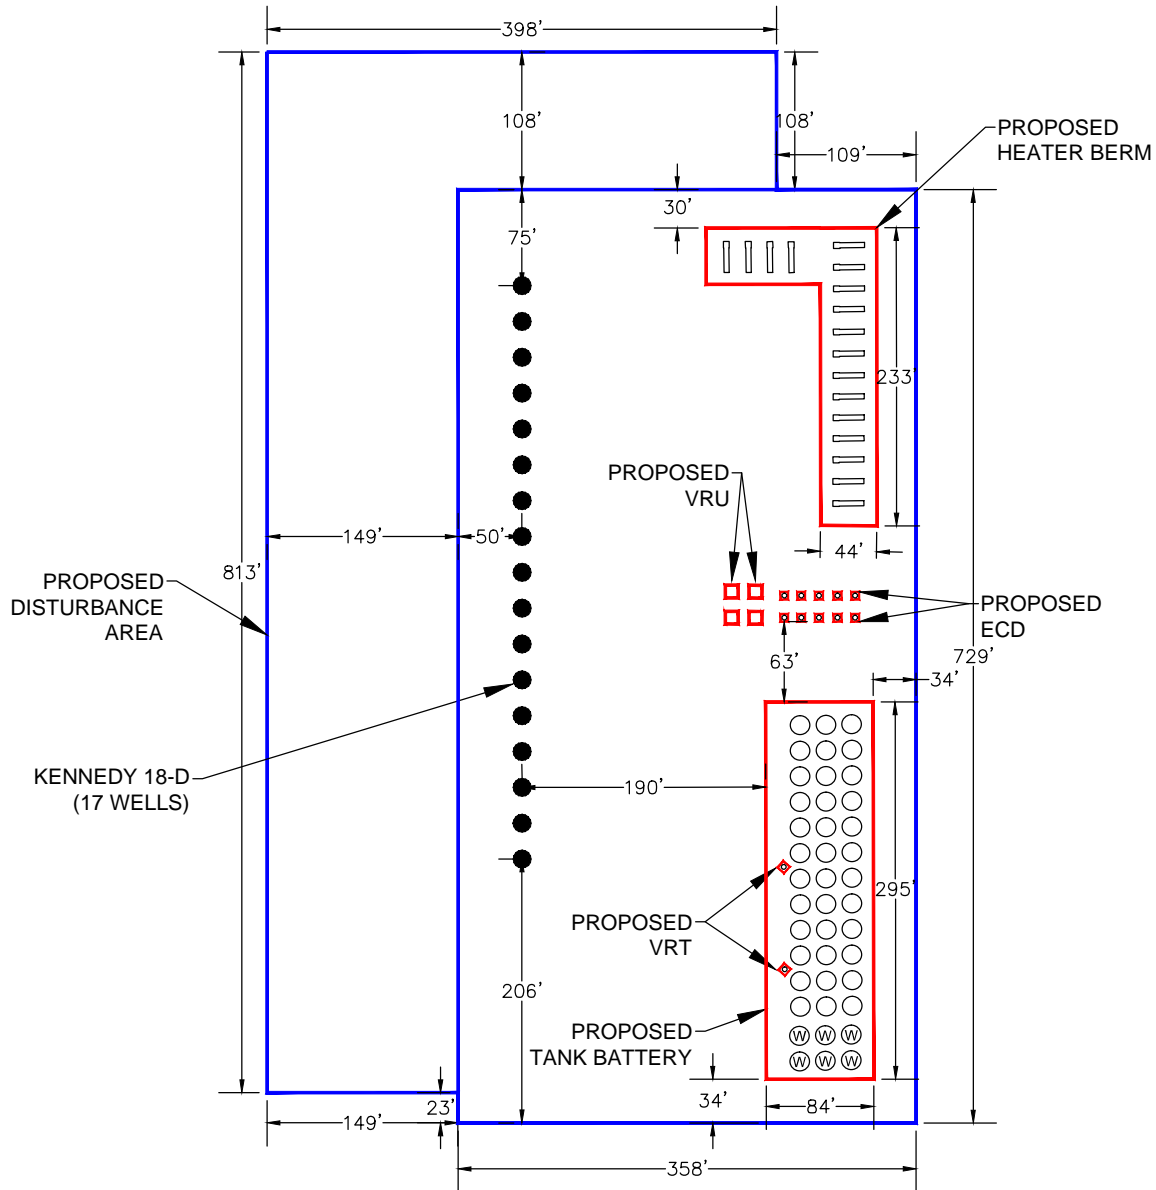 398'
108'
108'
109'
PROPOSED
HEATER BERM
30'
75'
233'
PROPOSED
VRU
149'
50'
44'
813'
PROPOSED
DISTURBANCE
AREA
PROPOSED
ECD
63'
729'
34'
KENNEDY 18-D
(17 WELLS)
190'
295'
PROPOSED
VRT
206'
PROPOSED
TANK BATTERY
W W W
W W W
23'
34'
84'
149'
358'